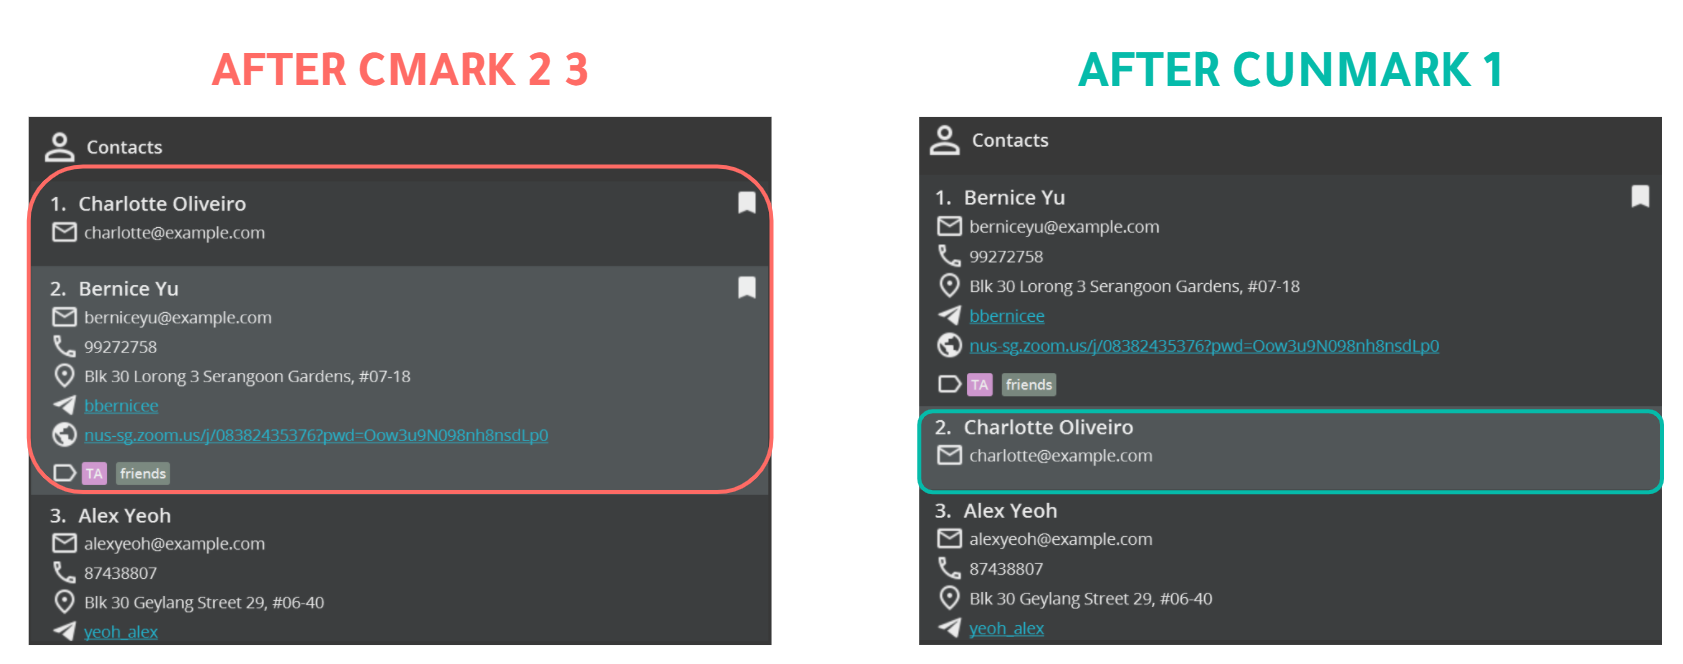 AFTER CMARK 2 3
Contacts
1. Charlotte Oliveiro
charlotte@example.com
2. Bernice Yu
berniceyu@example.com
99272758
Blk 30 Lorong 3 Serangoon Gardens, #07-18
bbernicee
nus-sg.zoom.us/j/08382435376?pwd=Oow3u9N098nh8nsdLp0
TA friends
3. Alex Yeoh
alexyeoh@example.com
87438807
Blk 30 Geylang Street 29, #06-40
yeoh_alex
AFTER CUNMARK 1
Contacts
1. Bernice Yu
berniceyu@example.com
99272758
Blk 30 Lorong 3 Serangoon Gardens, #07-18
bbernicee
nus-sg.zoom.us/j/08382435376?pwd=Oow3u9N098nh8nsdLp0
TA friends
2. Charlotte Oliveiro
charlotte@example.com
3. Alex Yeoh
alexyeoh@example.com
87438807
Blk 30 Geylang Street 29, #06-40
yeoh_alex